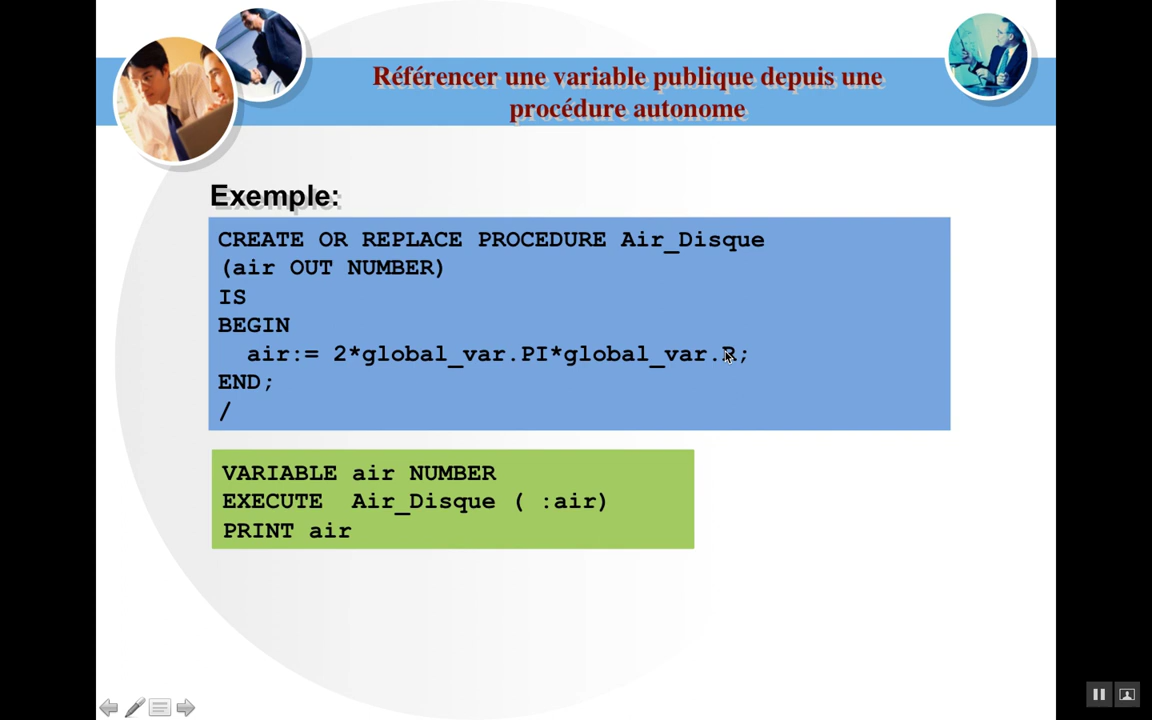 Référencer une variable publique depuis une
procédure autonome
Exemple:
CREATE OR REPLACE PROCEDURE Air_Disque
(air OUT NUMBER)
IS
BEGIN
air:= 2*global_var.PI*global_var.R;
END;
/
VARIABLE air NUMBER
EXECUTE Air_Disque ( :air)
PRINT air